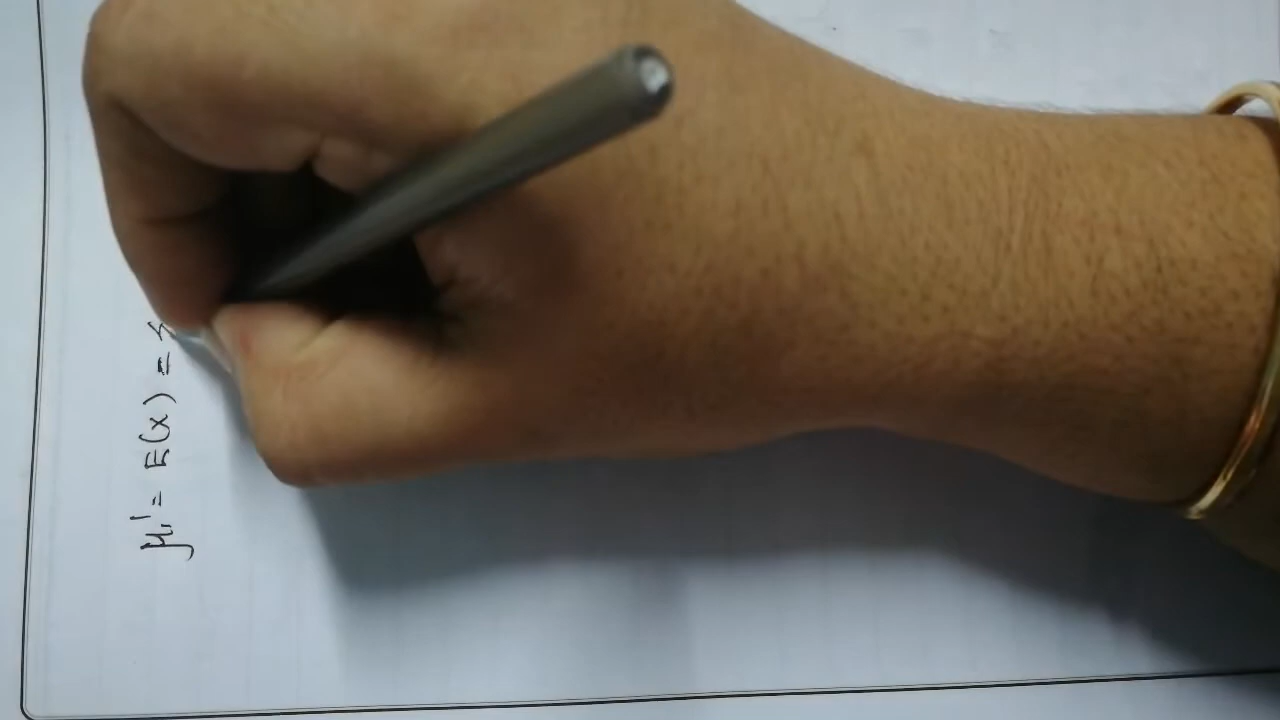 μ₁' = E(x) =